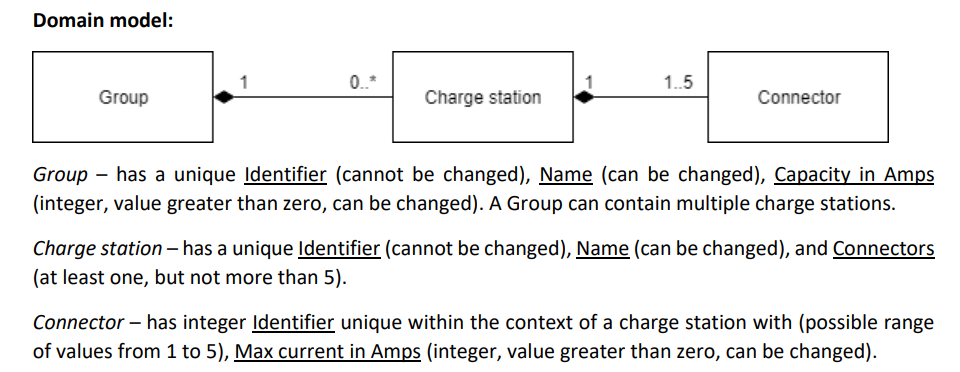 Domain model:
1 0..* 1 1..5
Group Charge station Connector
Group – has a unique Identifier (cannot be changed), Name (can be changed), Capacity in Amps
(integer, value greater than zero, can be changed). A Group can contain multiple charge stations.
Charge station – has a unique Identifier (cannot be changed), Name (can be changed), and Connectors
(at least one, but not more than 5).
Connector – has integer Identifier unique within the context of a charge station with (possible range
of values from 1 to 5), Max current in Amps (integer, value greater than zero, can be changed).